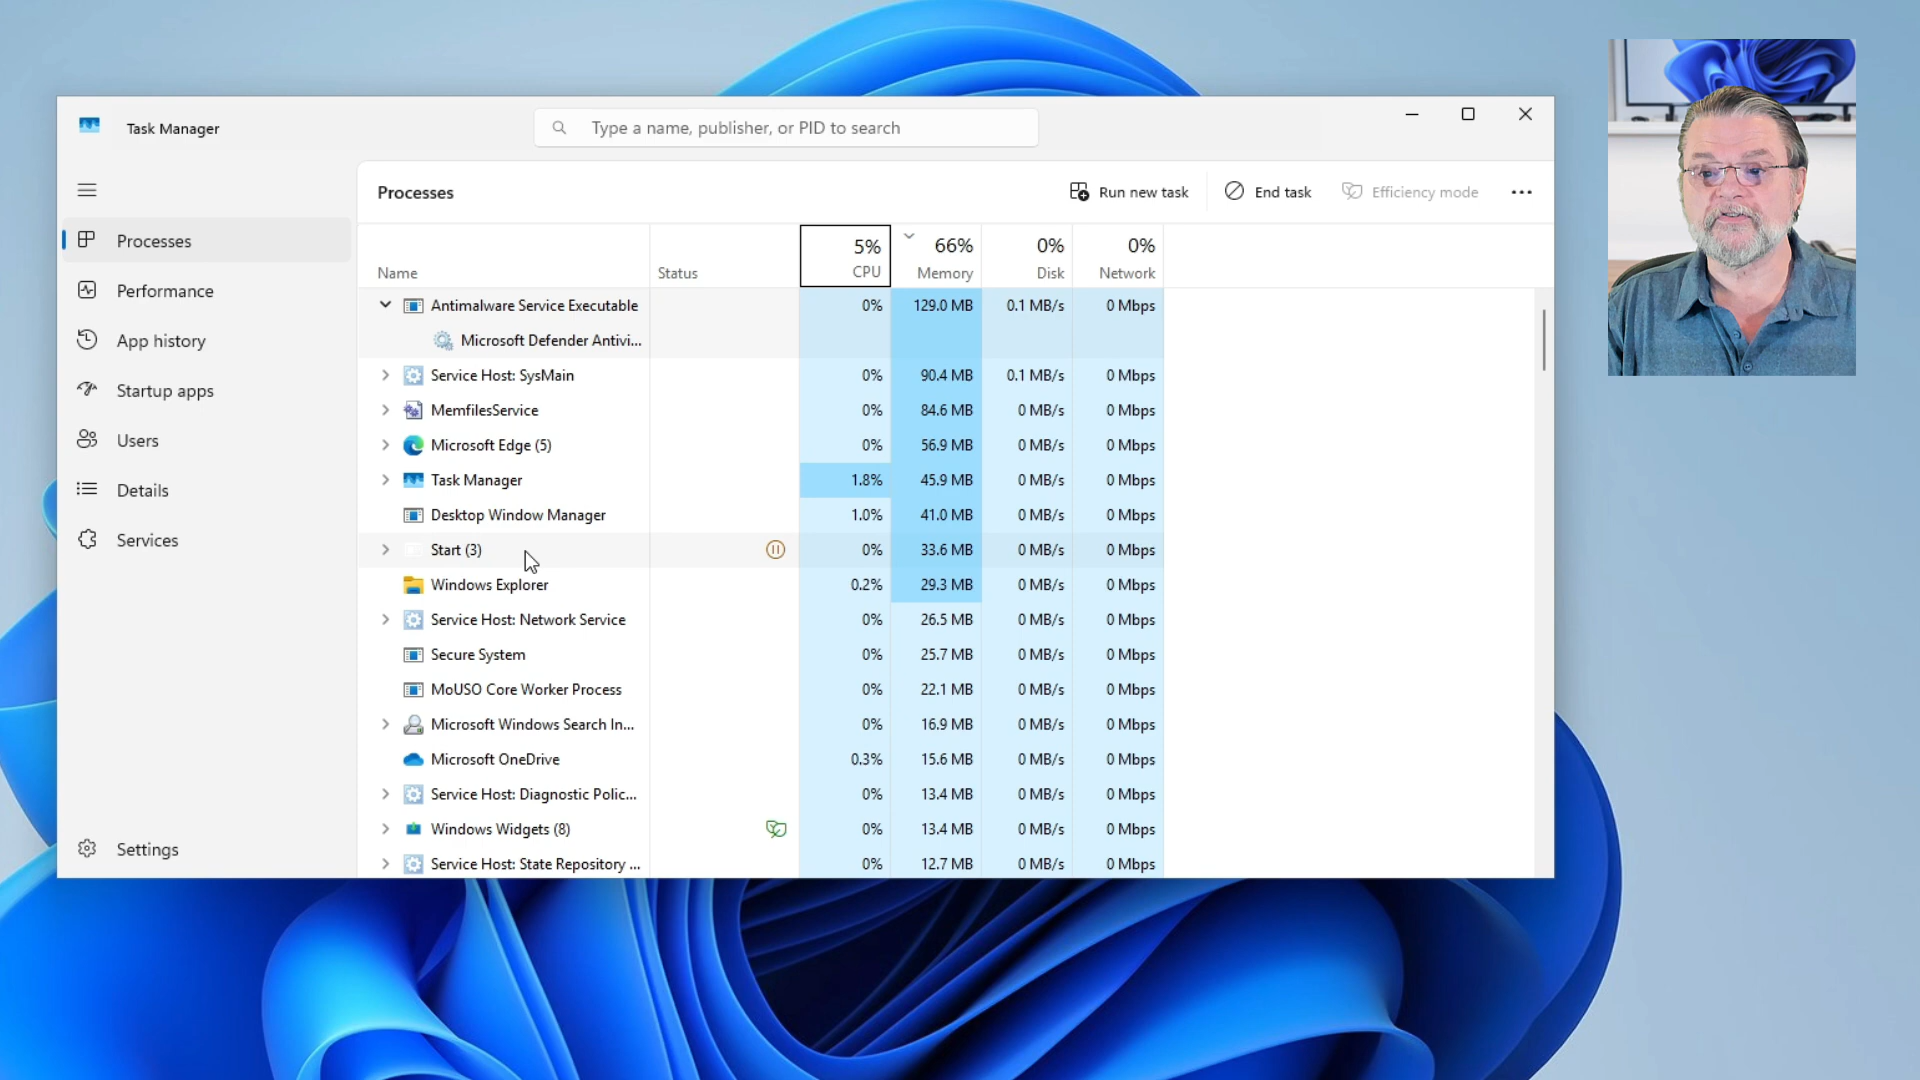 Task Manager
Type a name, publisher, or PID to search
Processes
Run new task
End task
Efficiency mode
Processes
Performance
App history
Startup apps
Users
Details
Services
Settings
5% 66% 0% 0%
Name Status CPU Memory Disk Network
Antimalware Service Executable 0% 129.0 MB 0.1 MB/s 0 Mbps
Microsoft Defender Antivi...
Service Host: SysMain 0% 90.4 MB 0.1 MB/s 0 Mbps
MemfilesService 0% 84.6 MB 0 MB/s 0 Mbps
Microsoft Edge (5) 0% 56.9 MB 0 MB/s 0 Mbps
Task Manager 1.8% 45.9 MB 0 MB/s 0 Mbps
Desktop Window Manager 1.0% 41.0 MB 0 MB/s 0 Mbps
Start (3) 0% 33.6 MB 0 MB/s 0 Mbps
Windows Explorer 0.2% 29.3 MB 0 MB/s 0 Mbps
Service Host: Network Service 0% 26.5 MB 0 MB/s 0 Mbps
Secure System 0% 25.7 MB 0 MB/s 0 Mbps
MoUSO Core Worker Process 0% 22.1 MB 0 MB/s 0 Mbps
Microsoft Windows Search In... 0% 16.9 MB 0 MB/s 0 Mbps
Microsoft OneDrive 0.3% 15.6 MB 0 MB/s 0 Mbps
Service Host: Diagnostic Polic... 0% 13.4 MB 0 MB/s 0 Mbps
Windows Widgets (8) 0% 13.4 MB 0 MB/s 0 Mbps
Service Host: State Repository ... 0% 12.7 MB 0 MB/s 0 Mbps